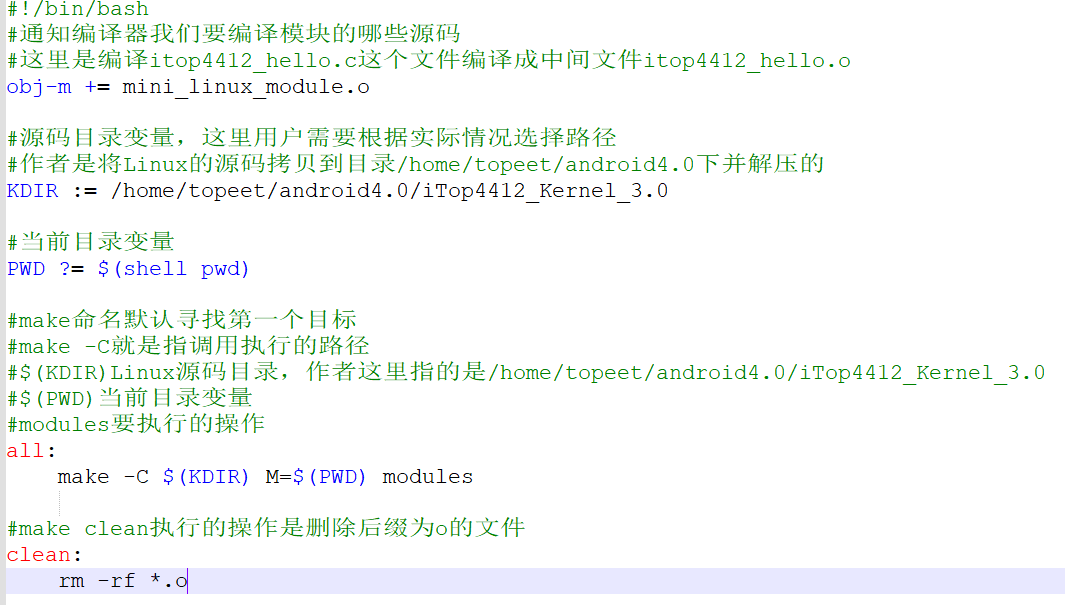 #!/bin/bash
#通知编译器我们要编译模块的哪些源码
#这里是编译itop4412_hello.c这个文件编译成中间文件itop4412_hello.o
obj-m += mini_linux_module.o
#源码目录变量，这里用户需要根据实际情况选择路径
#作者是将Linux的源码拷贝到目录/home/topeet/android4.0下并解压的
KDIR := /home/topeet/android4.0/iTop4412_Kernel_3.0
#当前目录变量
PWD ?= $(shell pwd)
#make命名默认寻找第一个目标
#make -C就是指调用执行的路径
#$(KDIR)Linux源码目录，作者这里指的是/home/topeet/android4.0/iTop4412_Kernel_3.0
#$(PWD)当前目录变量
#modules要执行的操作
all:
    make -C $(KDIR) M=$(PWD) modules
#make clean执行的操作是删除后缀为o的文件
clean:
    rm -rf *.o